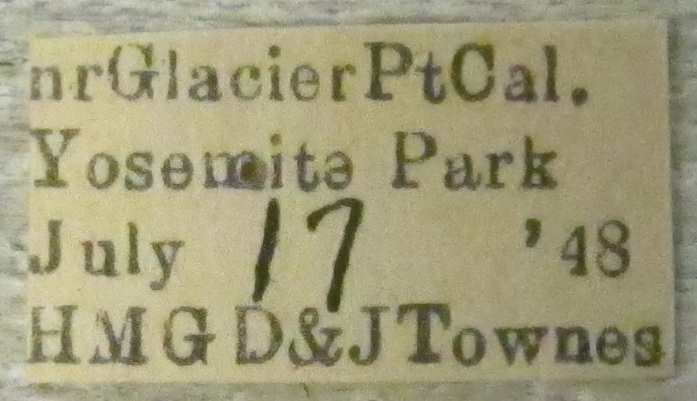 nrGlacierPtCal.
Yosemite Park
July 17 '48
HMGD&JTownes